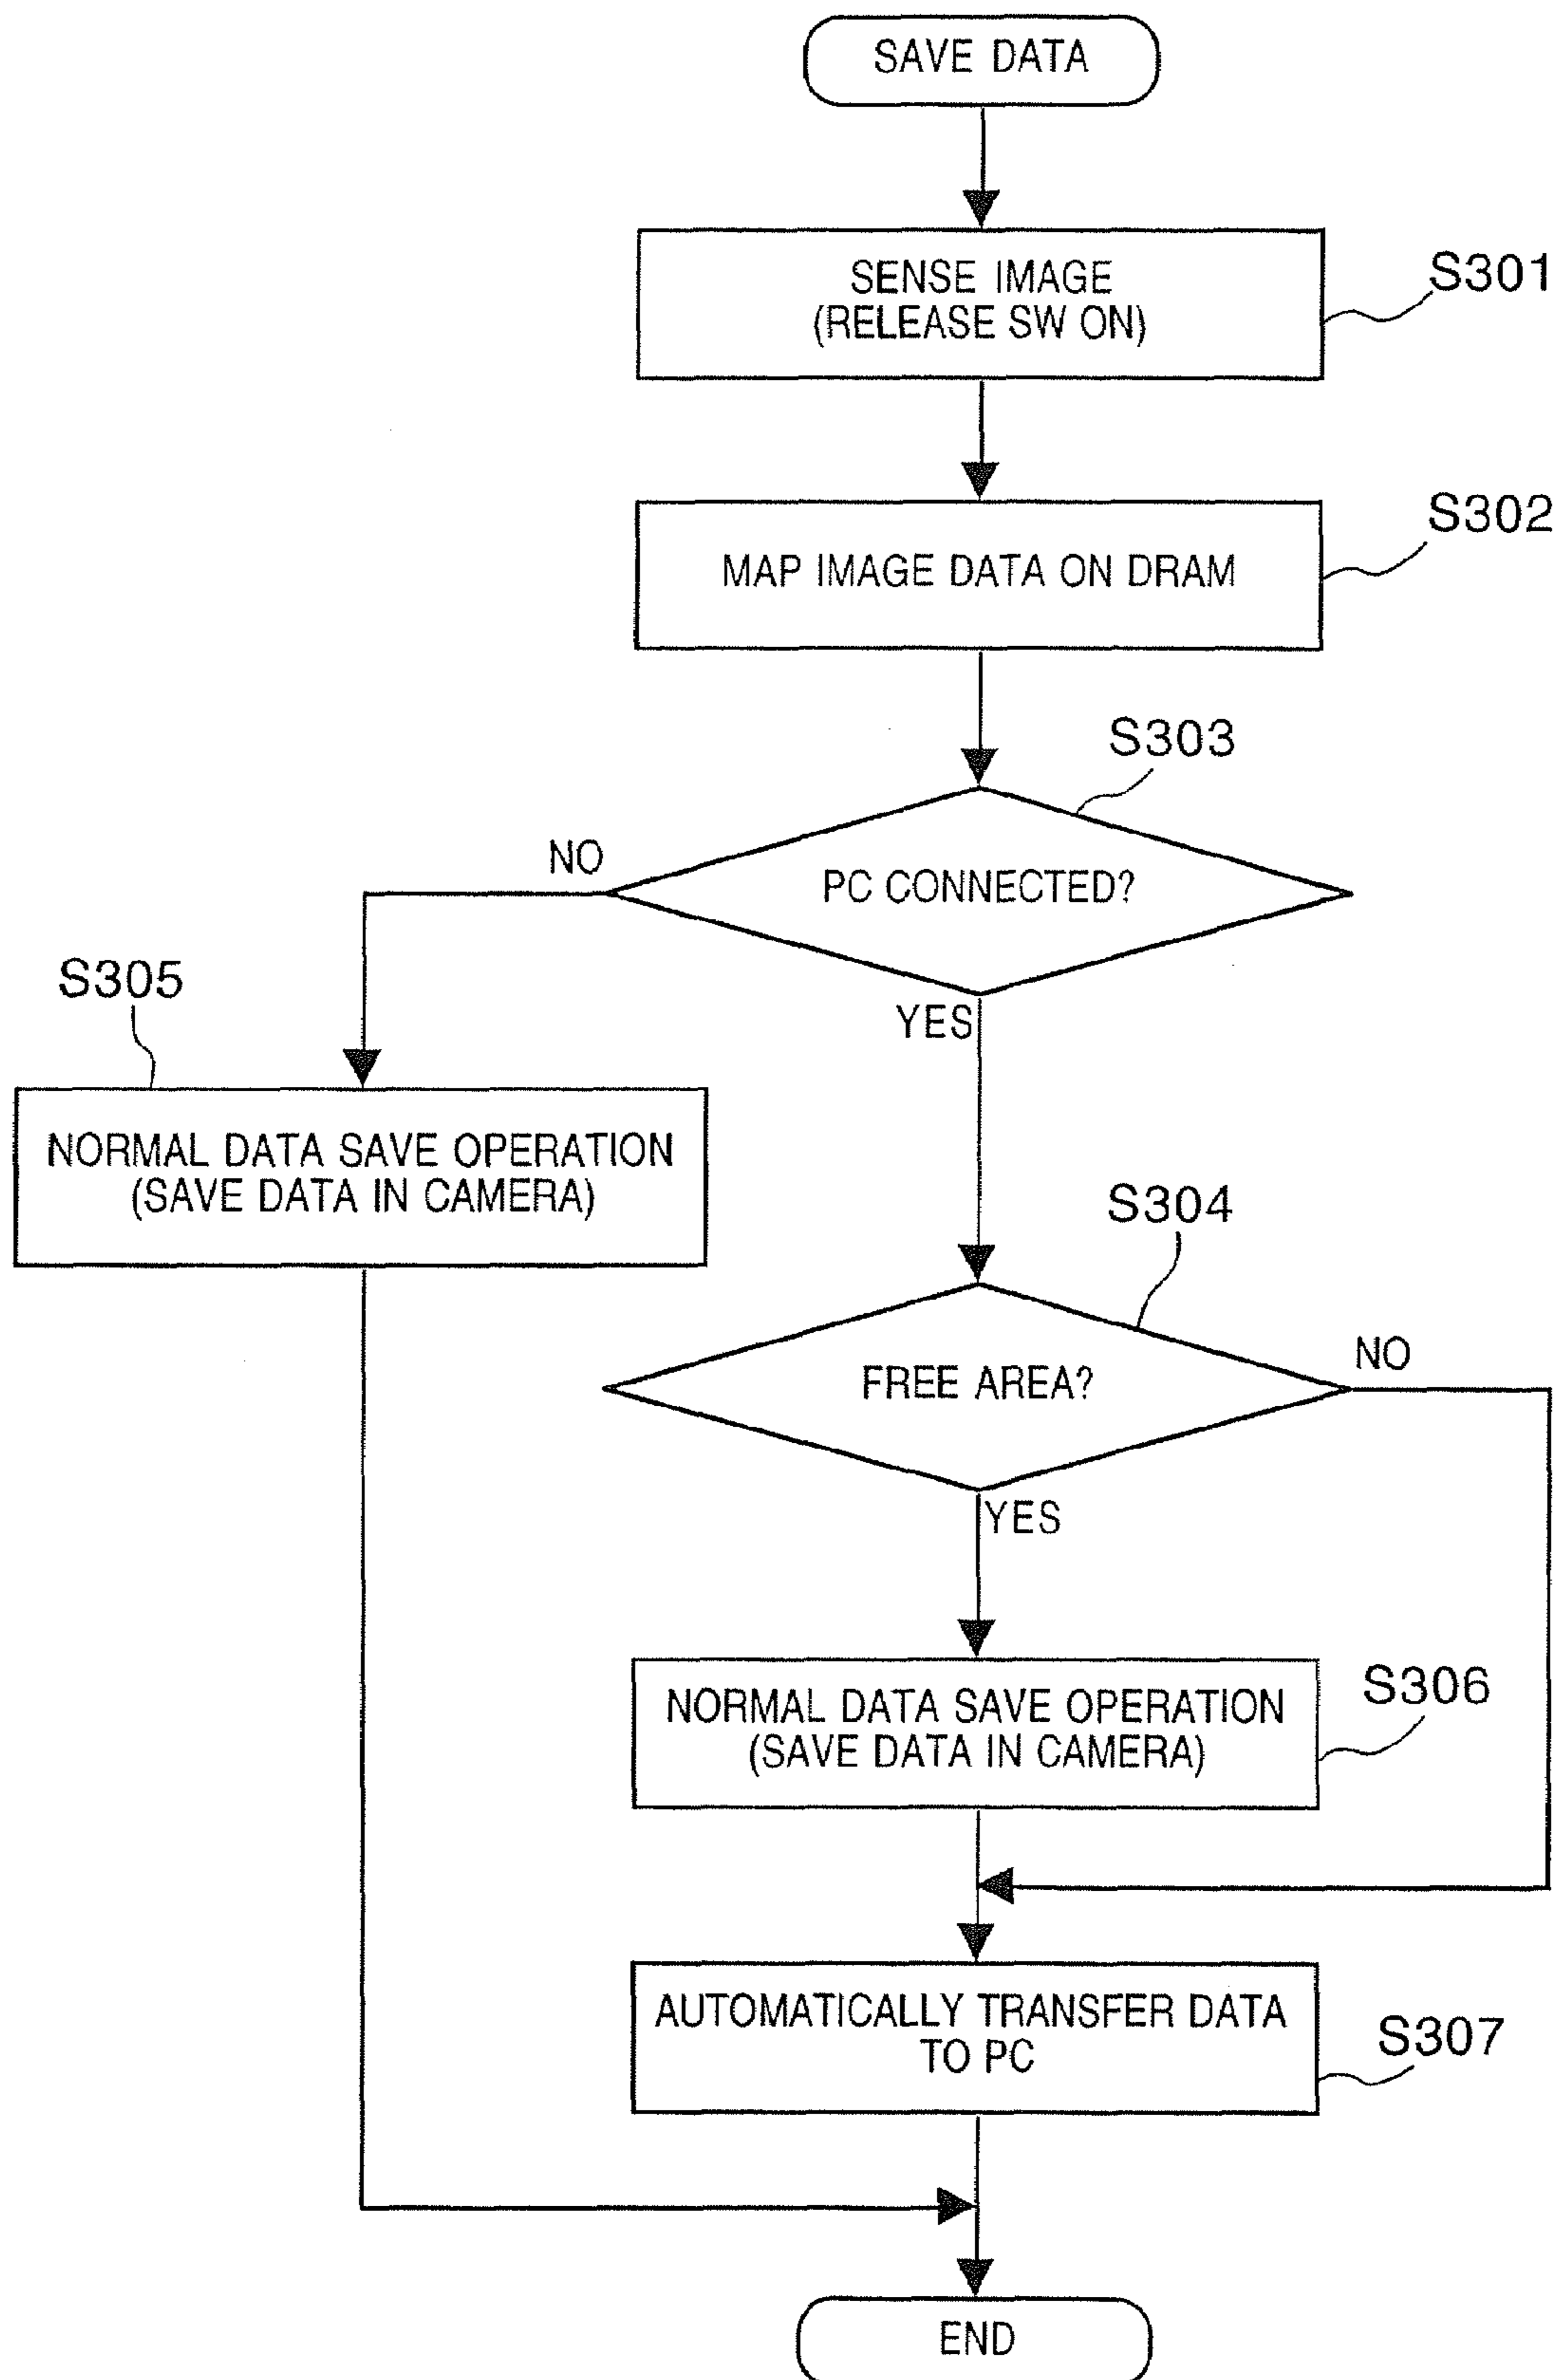 SAVE DATA
SENSE IMAGE
(RELEASE SW ON)
S301
MAP IMAGE DATA ON DRAM
S302
S303
PC CONNECTED?
NO
YES
S305
NORMAL DATA SAVE OPERATION
(SAVE DATA IN CAMERA)
S304
FREE AREA?
NO
YES
NORMAL DATA SAVE OPERATION
(SAVE DATA IN CAMERA)
S306
AUTOMATICALLY TRANSFER DATA
TO PC
S307
END